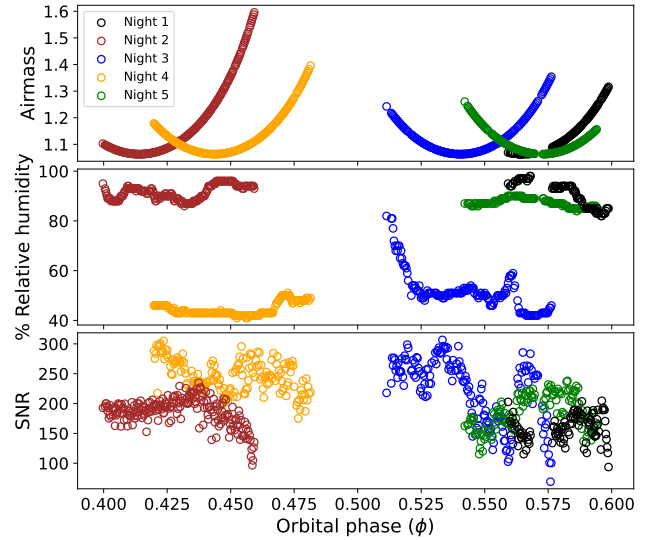 Airmass
1.6
1.5
1.4
1.3
1.2
1.1
Night 1
Night 2
Night 3
Night 4
Night 5
% Relative humidity
100
80
60
40
SNR
300
250
200
150
100
0.400 0.425 0.450 0.475 0.500 0.525 0.550 0.575 0.600
Orbital phase (ϕ)